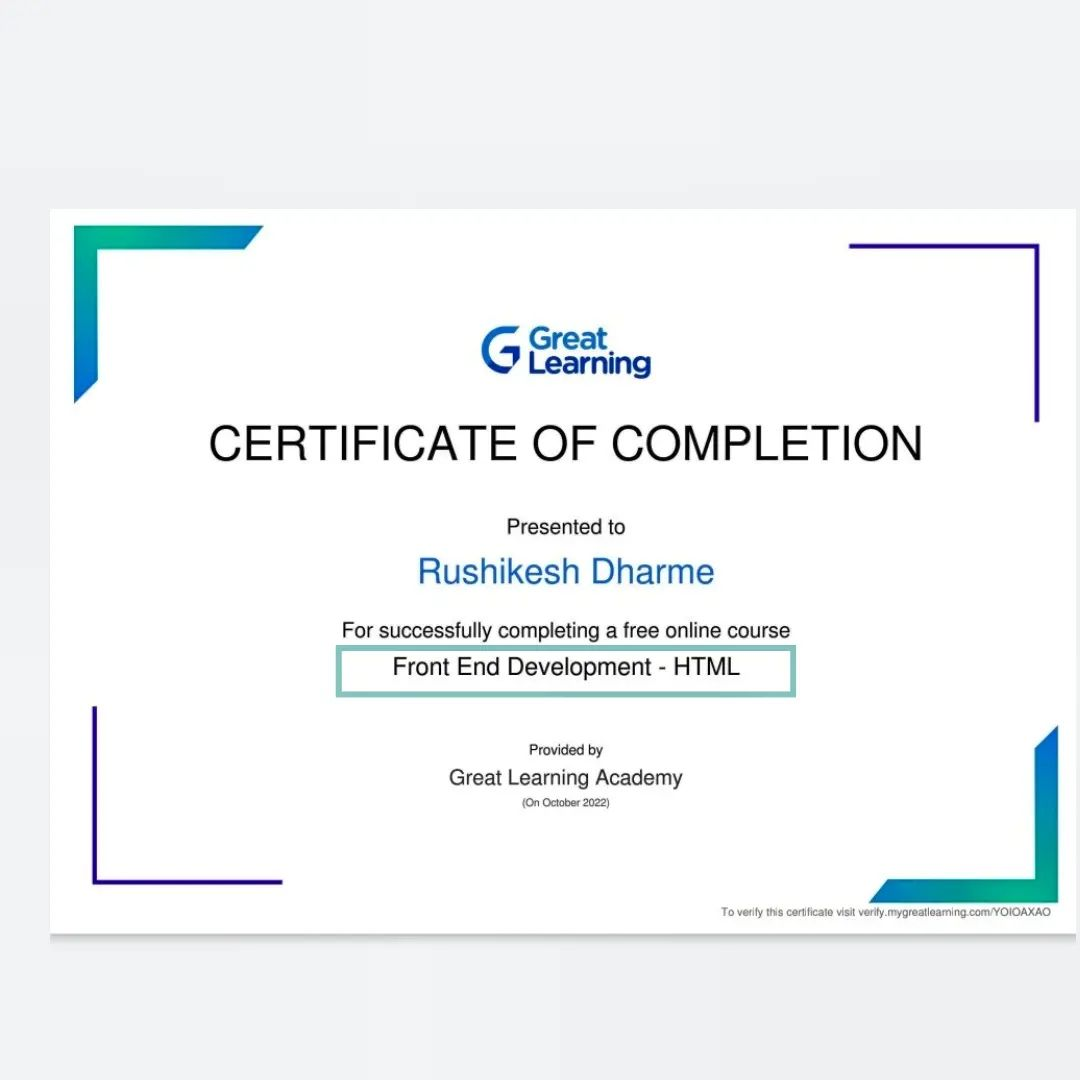 Great
Learning
CERTIFICATE OF COMPLETION
Presented to
Rushikesh Dharme
For successfully completing a free online course
Front End Development - HTML
Provided by
Great Learning Academy
(On October 2022)
To verify this certificate visit verify.mygreatlearning.com/YOIOAXAO